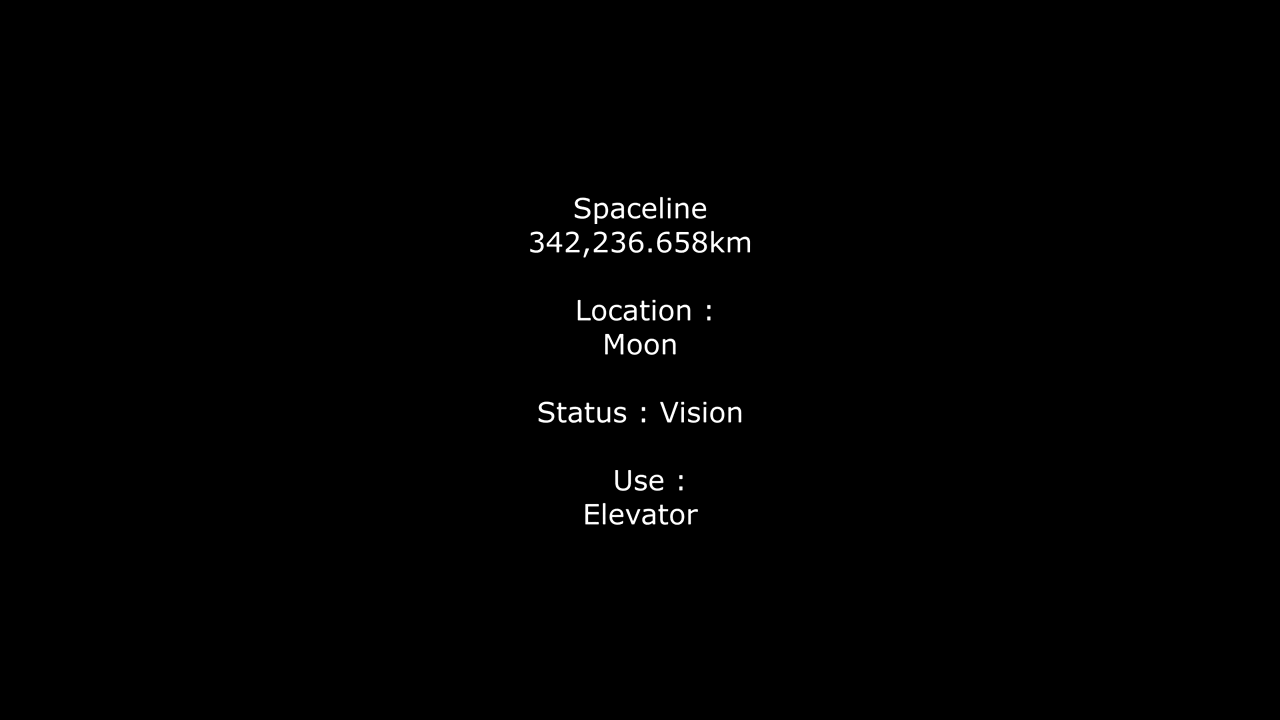 Spaceline
342,236.658km
Location :
Moon
Status : Vision
Use :
Elevator